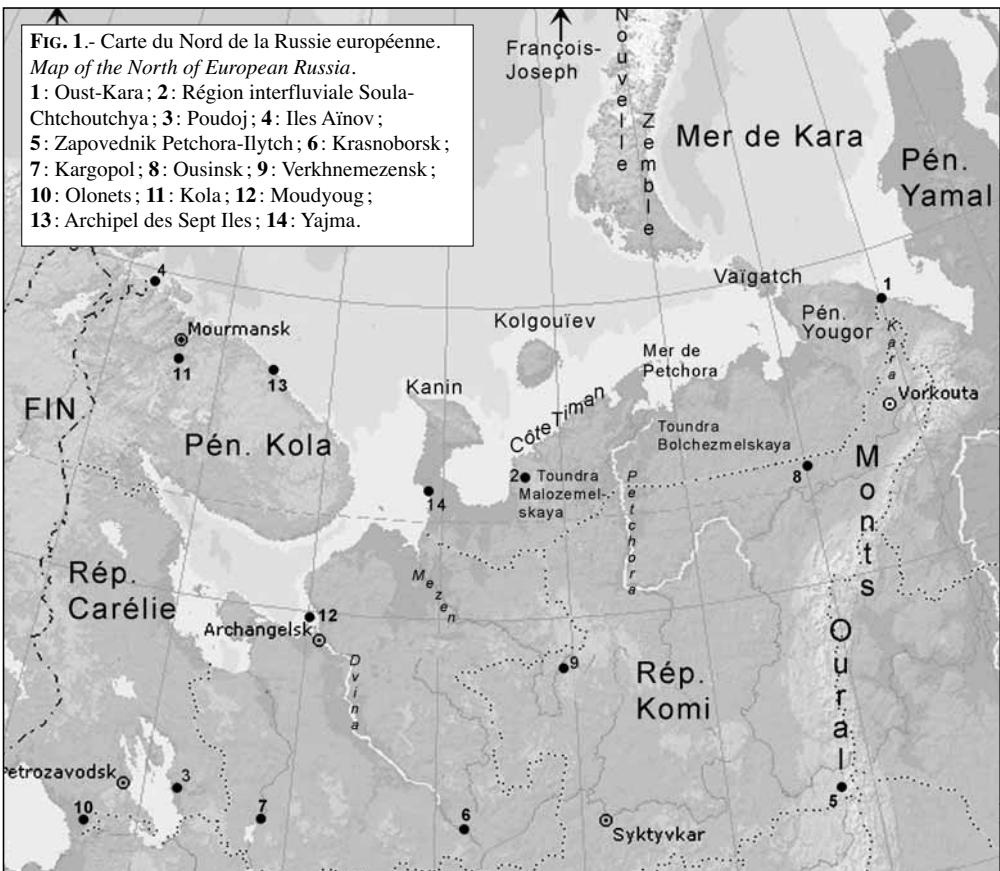 FIG. 1.- Carte du Nord de la Russie européenne.
Map of the North of European Russia.
1 : Oust-Kara ; 2 : Région interfluviale Soula-
Chtchoutchya ; 3 : Poudoj ; 4 : Iles Aïnov ;
5 : Zapovednik Petchora-Ilytch ; 6 : Krasnoborsk ;
7 : Kargopol ; 8 : Ousinsk ; 9 : Verkhnemezensk ;
10 : Olonets ; 11 : Kola ; 12 : Moudyoug ;
13 : Archipel des Sept Iles ; 14 : Yajma.
François-
Joseph
Nouvelle
Zemble
Mer de Kara
Pén.
Yamal
4
Vaïgatch
1
Mourmansk
11
13
Kolgouïev
Pén.
Yougor
Kara
Mer de
Petchora
Kanin
Vorkouta
FIN
Côte Timan
Pén. Kola
Toundra
Bolchezmelskaya
8
2
Toundra
Malozemel-
skaya
14
Petchora
Monts
Oural
Rép.
Carélie
Mezen
12
Archangelsk
Dvina
9
Rép.
Komi
Petrozavodsk
3
5
10
7
6
Syktyvkar